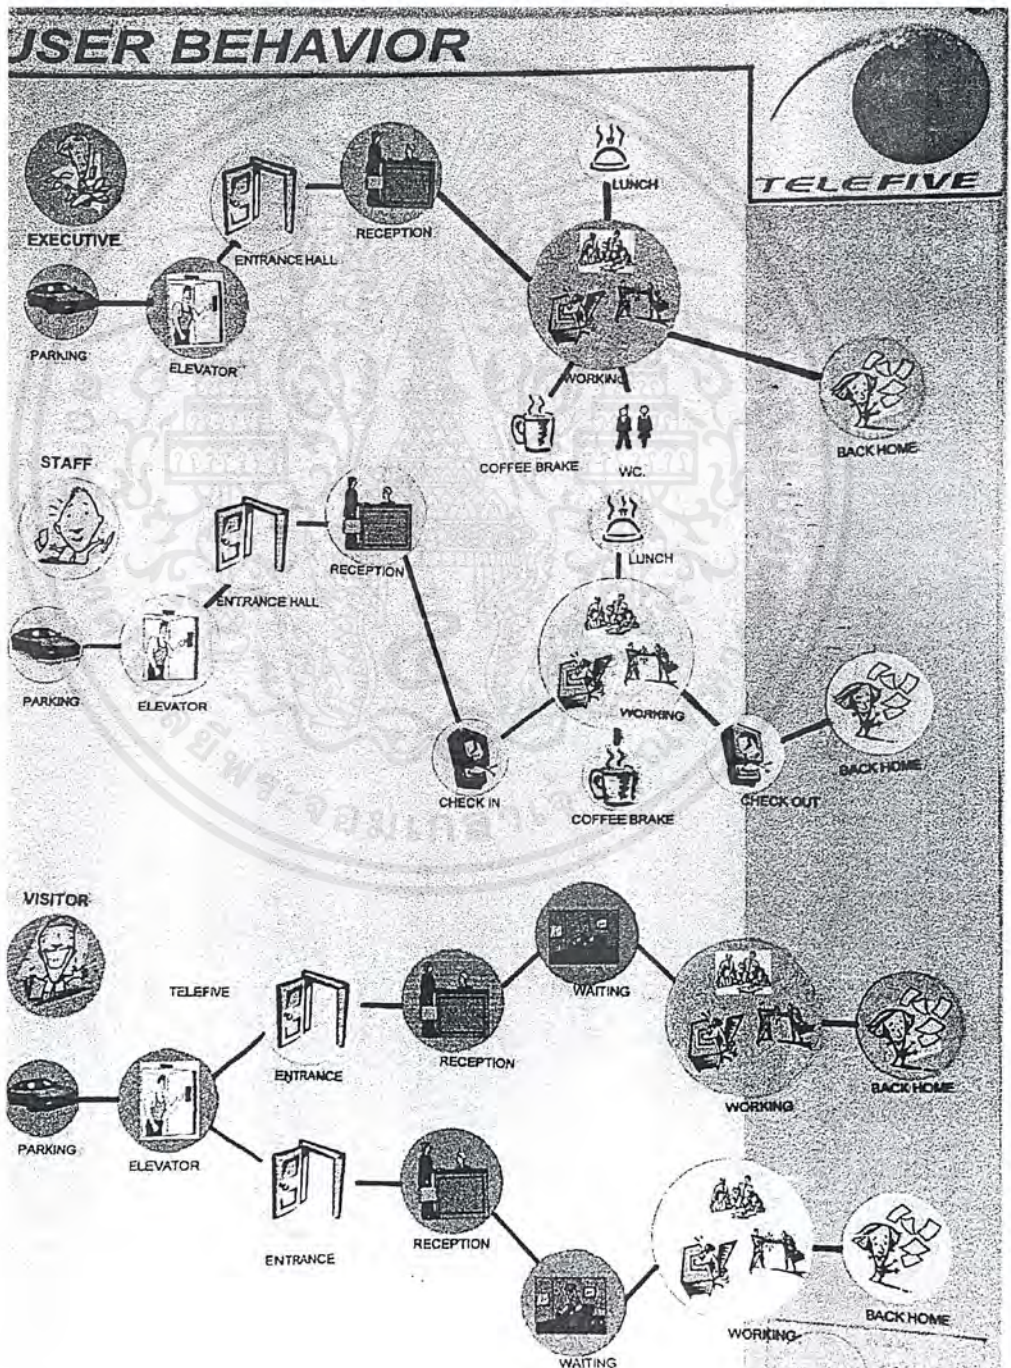 USER BEHAVIOR
TELEFIVE
EXECUTIVE
PARKING
ELEVATOR
ENTRANCE HALL
RECEPTION
LUNCH
WORKING
COFFEE BRAKE
WC.
BACK HOME
STAFF
PARKING
ELEVATOR
ENTRANCE HALL
RECEPTION
CHECK IN
LUNCH
WORKING
COFFEE BRAKE
CHECK OUT
BACK HOME
VISITOR
TELEFIVE
PARKING
ELEVATOR
ENTRANCE
RECEPTION
WAITING
WORKING
BACK HOME
ENTRANCE
RECEPTION
WAITING
WORKING
BACK HOME